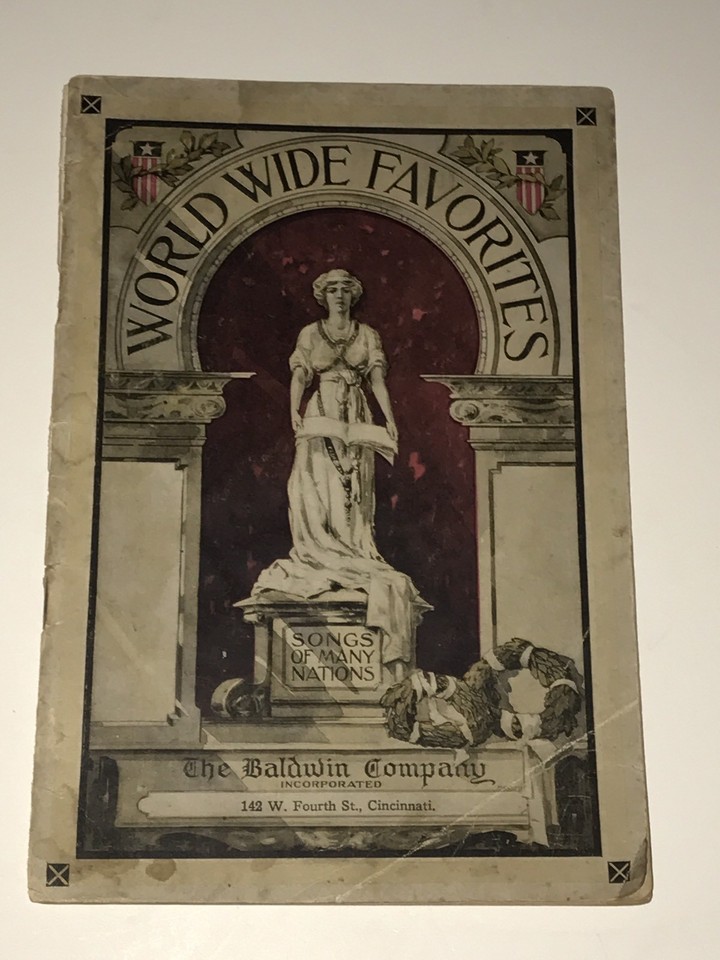 WORLD WIDE FAVORITES
SONGS
OF MANY
NATIONS
The Baldwin Company
INCORPORATED
142 W. Fourth St., Cincinnati.